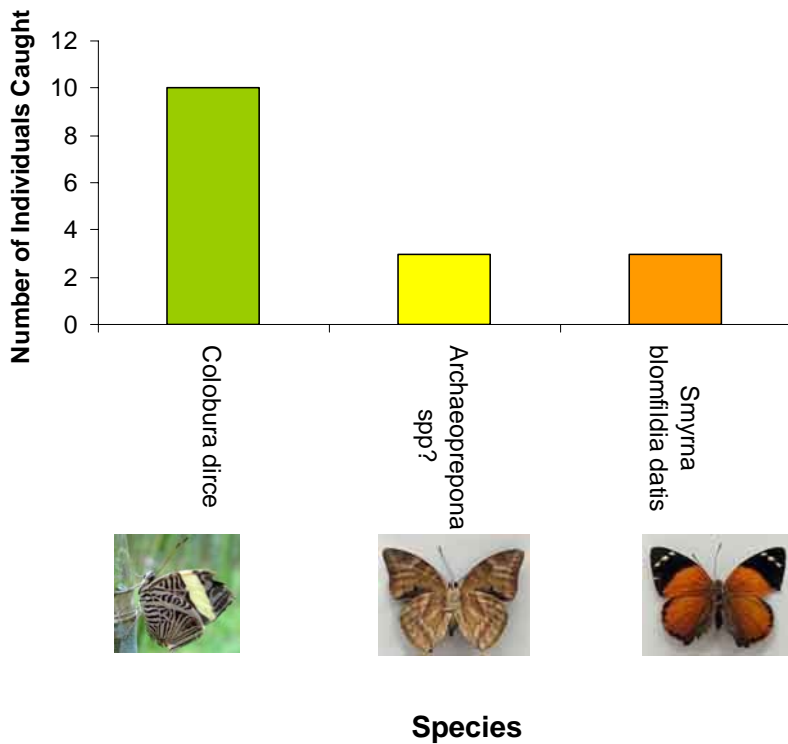 Number of Individuals Caught
12
10
8
6
4
2
0
Colobura dirce
Archaeoprepona
spp?
Smyrna
blomfildia datis
Species